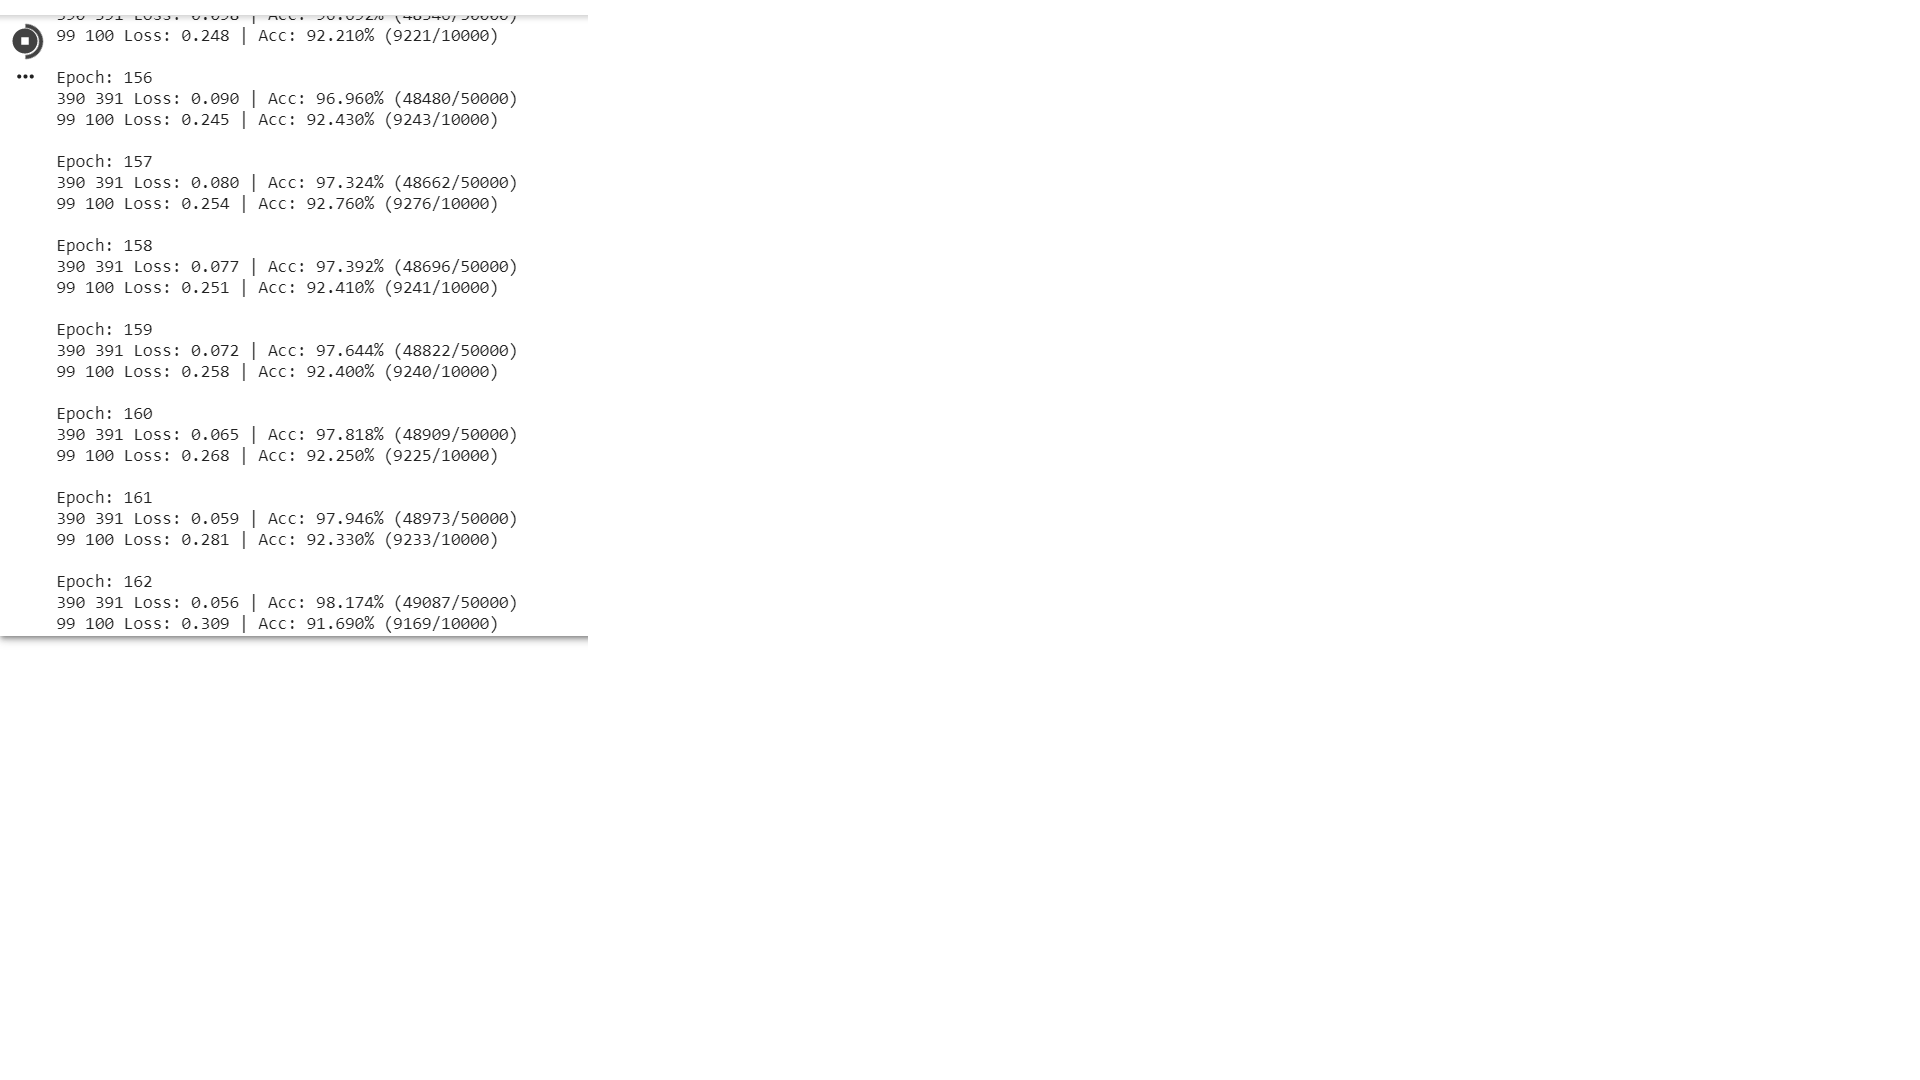 99 100 Loss: 0.248 | Acc: 92.210% (9221/10000)
Epoch: 156
390 391 Loss: 0.090 | Acc: 96.960% (48480/50000)
99 100 Loss: 0.245 | Acc: 92.430% (9243/10000)
Epoch: 157
390 391 Loss: 0.080 | Acc: 97.324% (48662/50000)
99 100 Loss: 0.254 | Acc: 92.760% (9276/10000)
Epoch: 158
390 391 Loss: 0.077 | Acc: 97.392% (48696/50000)
99 100 Loss: 0.251 | Acc: 92.410% (9241/10000)
Epoch: 159
390 391 Loss: 0.072 | Acc: 97.644% (48822/50000)
99 100 Loss: 0.258 | Acc: 92.400% (9240/10000)
Epoch: 160
390 391 Loss: 0.065 | Acc: 97.818% (48909/50000)
99 100 Loss: 0.268 | Acc: 92.250% (9225/10000)
Epoch: 161
390 391 Loss: 0.059 | Acc: 97.946% (48973/50000)
99 100 Loss: 0.281 | Acc: 92.330% (9233/10000)
Epoch: 162
390 391 Loss: 0.056 | Acc: 98.174% (49087/50000)
99 100 Loss: 0.309 | Acc: 91.690% (9169/10000)